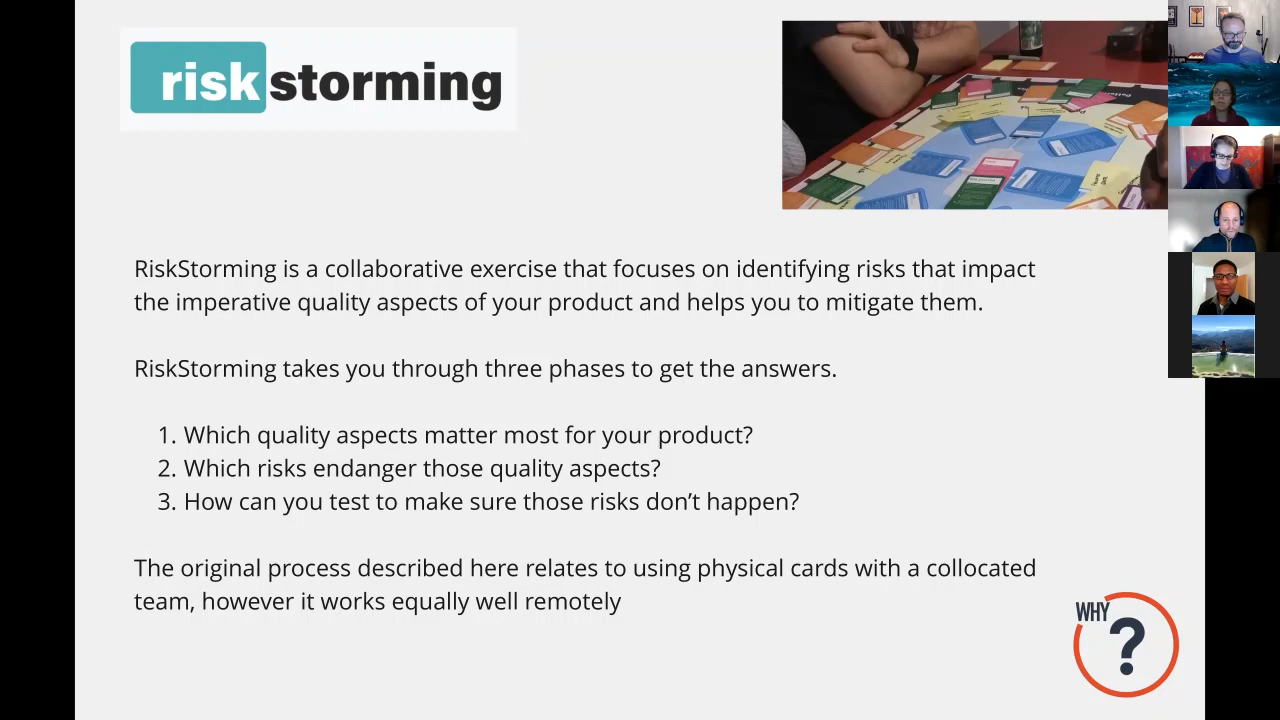 riskstorming
RiskStorming is a collaborative exercise that focuses on identifying risks that impact
the imperative quality aspects of your product and helps you to mitigate them.
RiskStorming takes you through three phases to get the answers.
1. Which quality aspects matter most for your product?
2. Which risks endanger those quality aspects?
3. How can you test to make sure those risks don’t happen?
The original process described here relates to using physical cards with a collocated
team, however it works equally well remotely
WHY
?